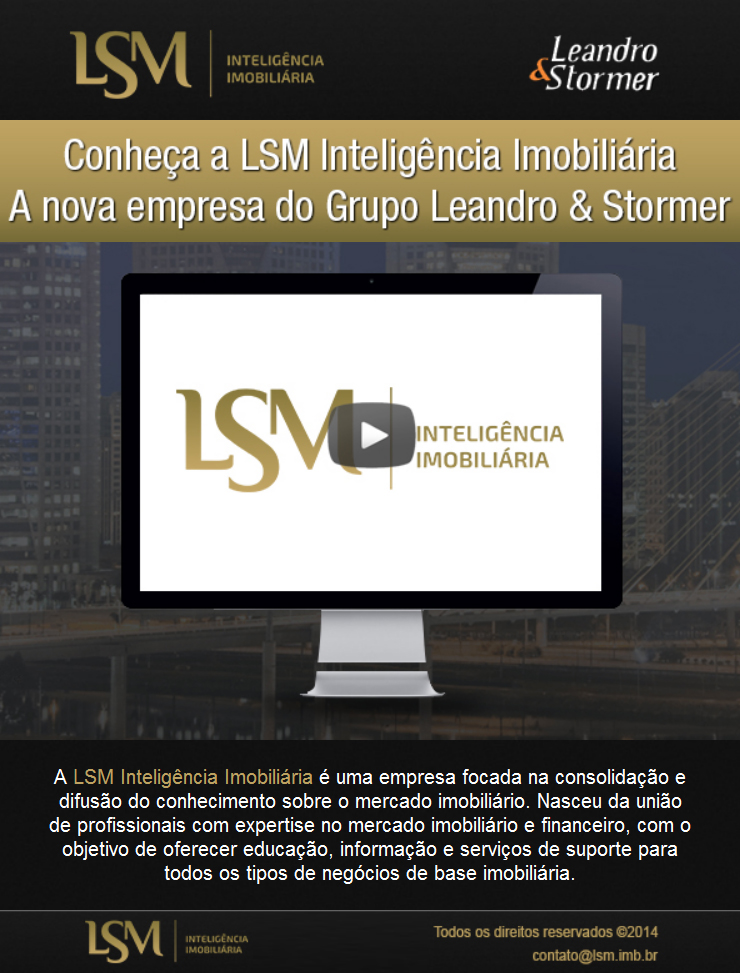 LSM INTELIGÊNCIA
IMOBILIÁRIA
Leandro
&Stormer
Conheça a LSM Inteligência Imobiliária
A nova empresa do Grupo Leandro & Stormer
LSM INTELIGÊNCIA
IMOBILIÁRIA
A LSM Inteligência Imobiliária é uma empresa focada na consolidação e
difusão do conhecimento sobre o mercado imobiliário. Nasceu da união
de profissionais com expertise no mercado imobiliário e financeiro, com o
objetivo de oferecer educação, informação e serviços de suporte para
todos os tipos de negócios de base imobiliária.
LSM INTELIGÊNCIA
IMOBILIÁRIA
Todos os direitos reservados ©2014
contato@lsm.imb.br